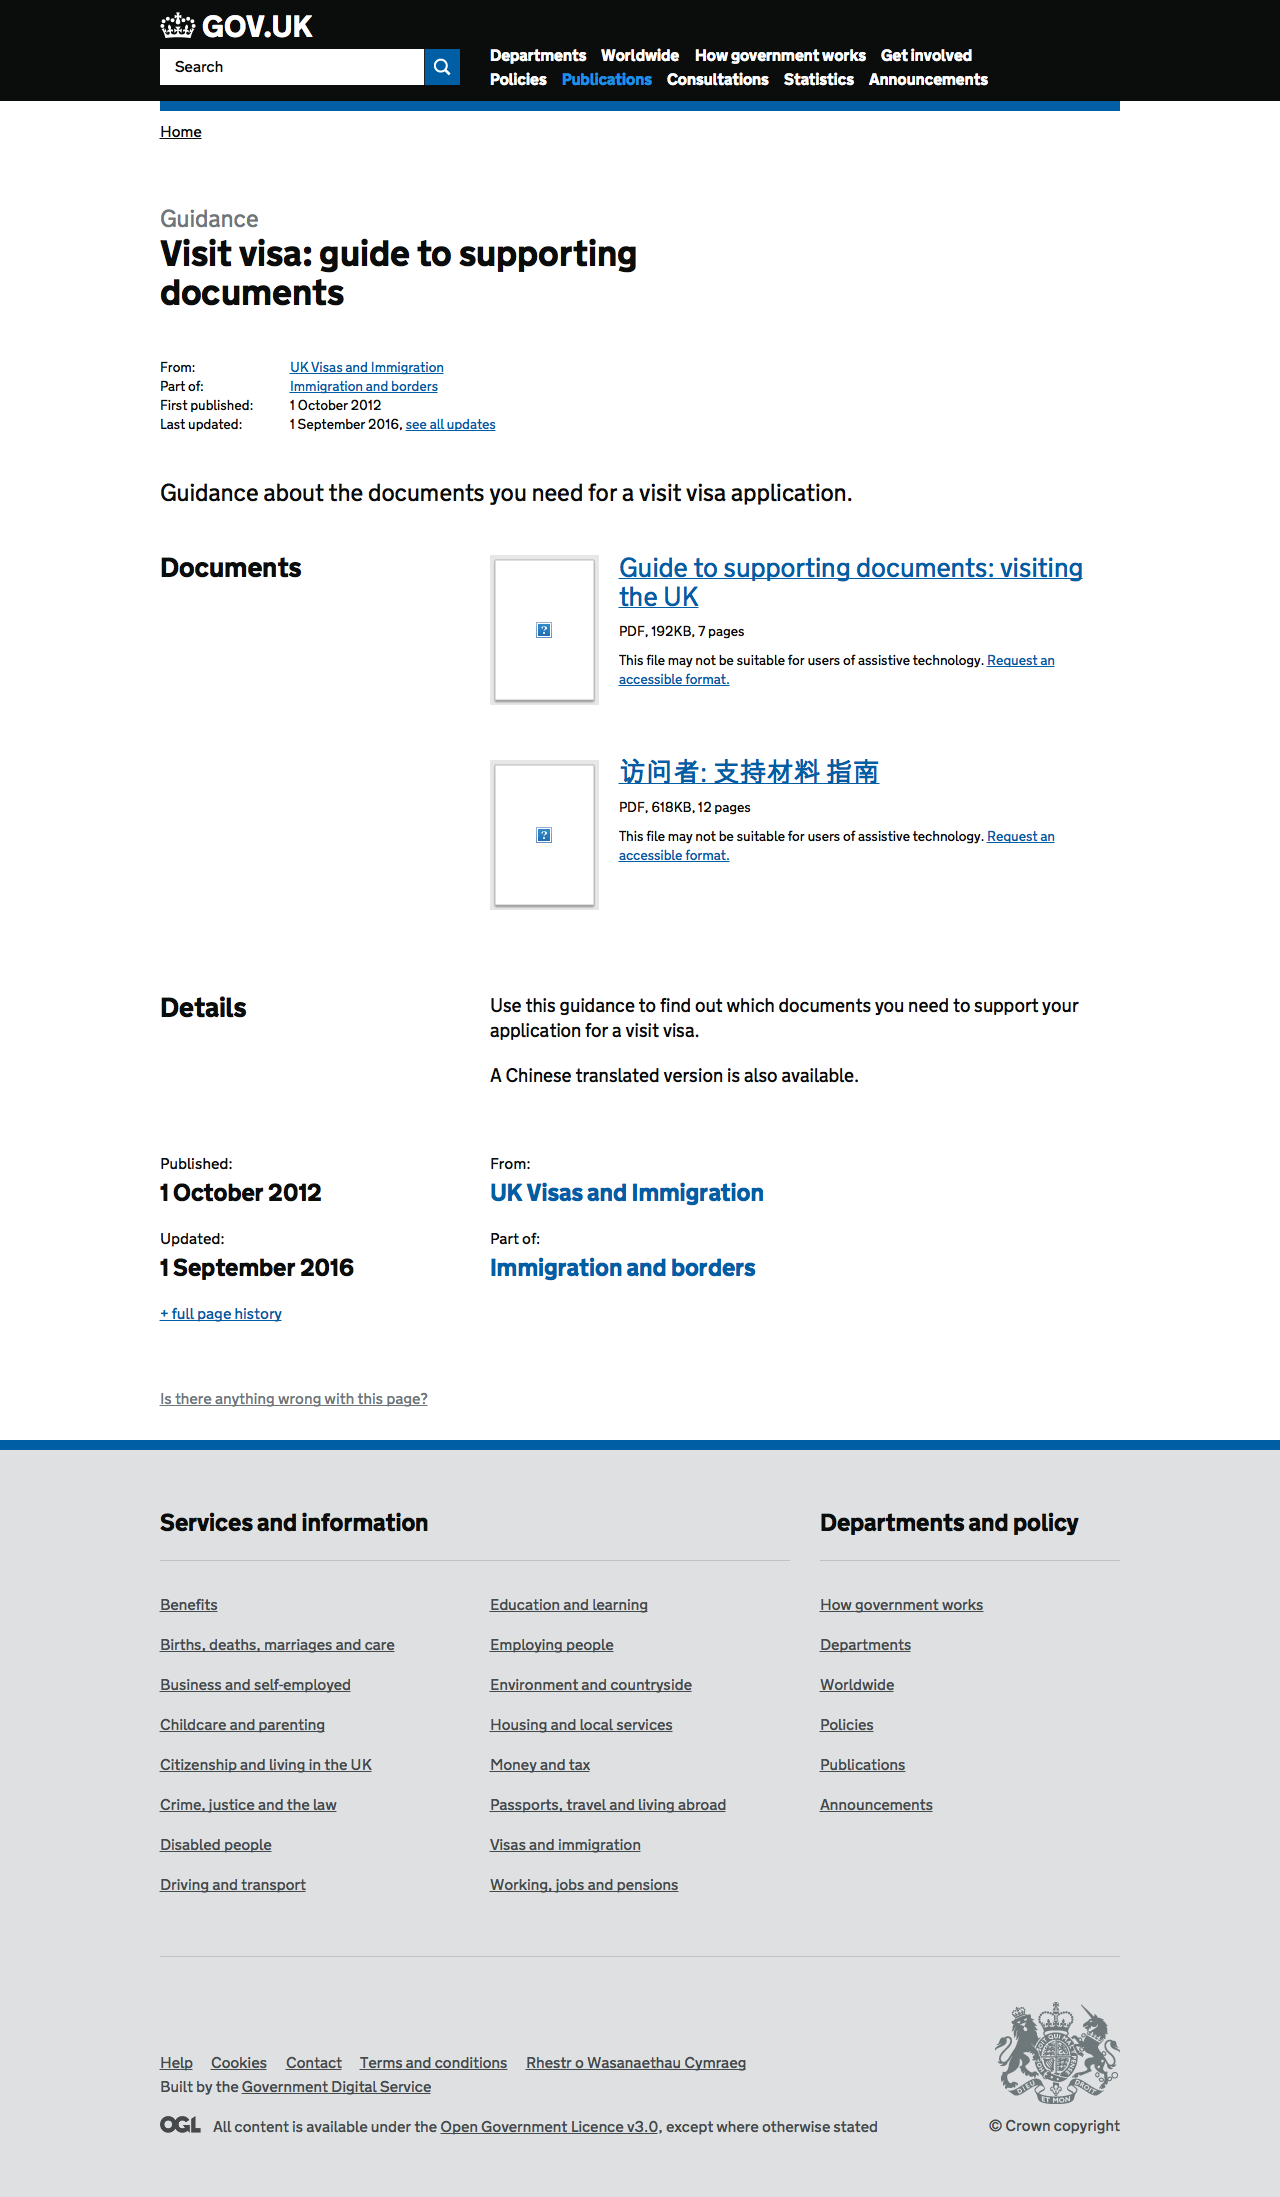 GOV.UK
Search
Departments Worldwide How government works Get involved
Policies Publications Consultations Statistics Announcements
Home
Guidance
Visit visa: guide to supporting
documents
From: UK Visas and Immigration
Part of: Immigration and borders
First published: 1 October 2012
Last updated: 1 September 2016, see all updates
Guidance about the documents you need for a visit visa application.
Documents
Guide to supporting documents: visiting
the UK
PDF, 192KB, 7 pages
This file may not be suitable for users of assistive technology. Request an
accessible format.
访问者: 支持材料 指南
PDF, 618KB, 12 pages
This file may not be suitable for users of assistive technology. Request an
accessible format.
Details
Use this guidance to find out which documents you need to support your
application for a visit visa.
A Chinese translated version is also available.
Published:
1 October 2012
From:
UK Visas and Immigration
Updated:
1 September 2016
Part of:
Immigration and borders
+ full page history
Is there anything wrong with this page?
Services and information
Benefits
Births, deaths, marriages and care
Business and self-employed
Childcare and parenting
Citizenship and living in the UK
Crime, justice and the law
Disabled people
Driving and transport
Education and learning
Employing people
Environment and countryside
Housing and local services
Money and tax
Passports, travel and living abroad
Visas and immigration
Working, jobs and pensions
Departments and policy
How government works
Departments
Worldwide
Policies
Publications
Announcements
Help Cookies Contact Terms and conditions Rhestr o Wasanaethau Cymraeg
Built by the Government Digital Service
OGL All content is available under the Open Government Licence v3.0, except where otherwise stated
DIEU ET MON DROIT
© Crown copyright